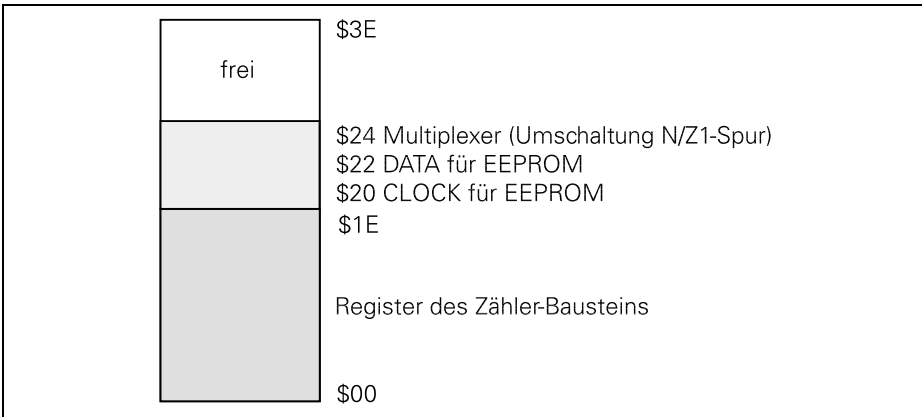 $3E
frei
$24 Multiplexer (Umschaltung N/Z1-Spur)
$22 DATA für EEPROM
$20 CLOCK für EEPROM
$1E
Register des Zähler-Bausteins
$00